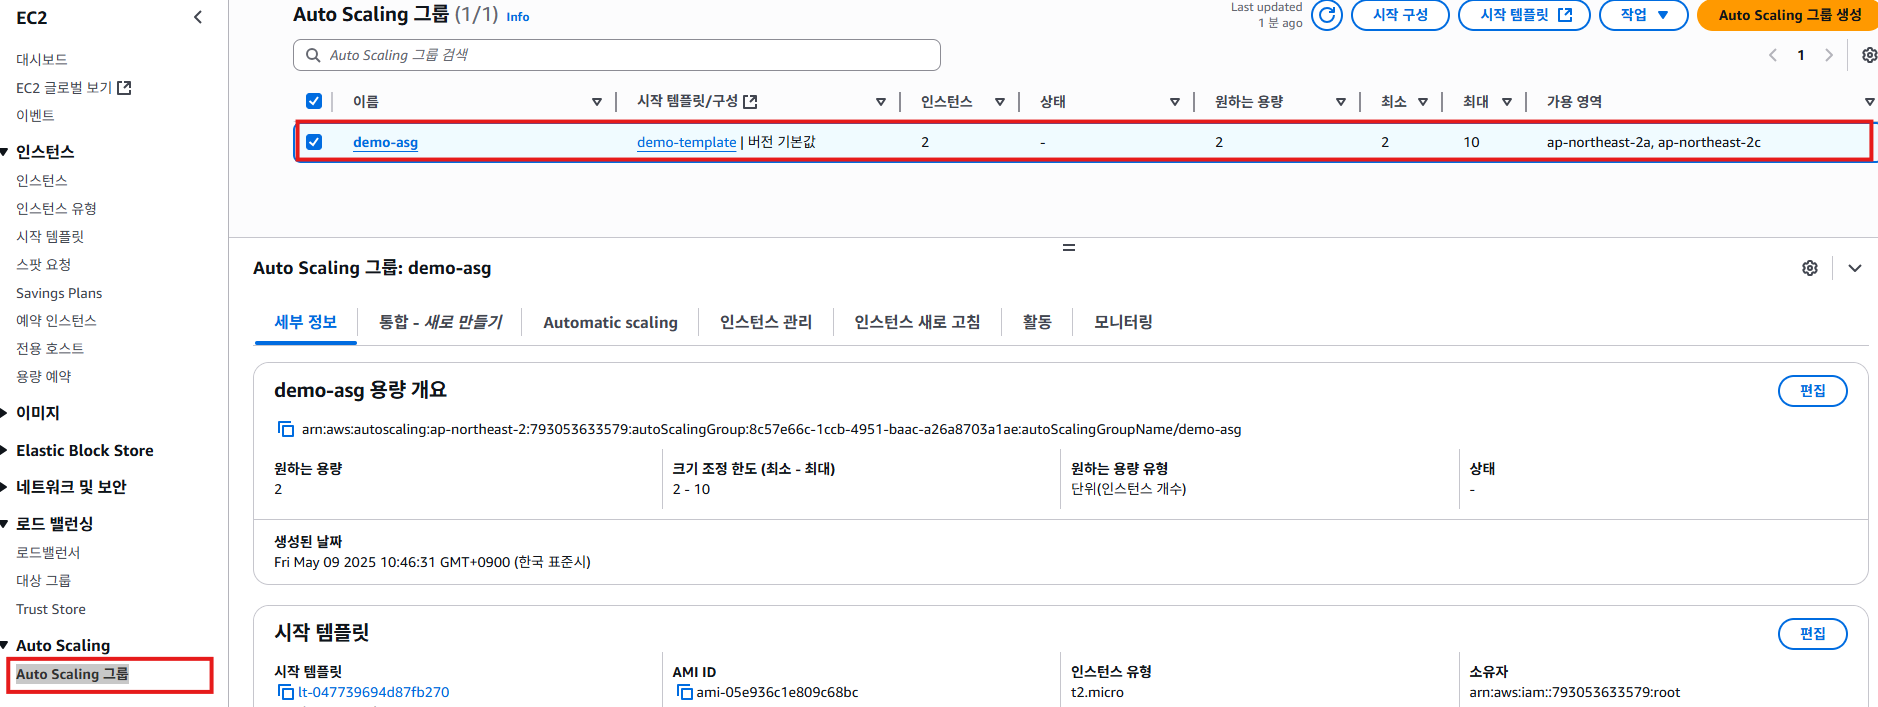 EC2
대시보드
EC2 글로벌 보기
이벤트
인스턴스
인스턴스
인스턴스 유형
시작 템플릿
스팟 요청
Savings Plans
예약 인스턴스
전용 호스트
용량 예약
이미지
Elastic Block Store
네트워크 및 보안
로드 밸런싱
로드밸런서
대상 그룹
Trust Store
Auto Scaling
Auto Scaling 그룹
Auto Scaling 그룹 (1/1) Info
Last updated
1 분 ago
시작 구성
시작 템플릿
작업
Auto Scaling 그룹 생성
Auto Scaling 그룹 검색
1
이름 시작 템플릿/구성 인스턴스 상태 원하는 용량 최소 최대 가용 영역
demo-asg demo-template | 버전 기본값 2 - 2 2 10 ap-northeast-2a, ap-northeast-2c
Auto Scaling 그룹: demo-asg
세부 정보 통합 - 새로 만들기 Automatic scaling 인스턴스 관리 인스턴스 새로 고침 활동 모니터링
demo-asg 용량 개요
편집
arn:aws:autoscaling:ap-northeast-2:793053633579:autoScalingGroup:8c57e66c-1ccb-4951-baac-a26a8703a1ae:autoScalingGroupName/demo-asg
원하는 용량 크기 조정 한도 (최소 - 최대) 원하는 용량 유형 상태
2 2 - 10 단위(인스턴스 개수) -
생성된 날짜
Fri May 09 2025 10:46:31 GMT+0900 (한국 표준시)
시작 템플릿
편집
시작 템플릿 AMI ID 인스턴스 유형 소유자
lt-047739694d87fb270 ami-05e936c1e809c68bc t2.micro arn:aws:iam::793053633579:root